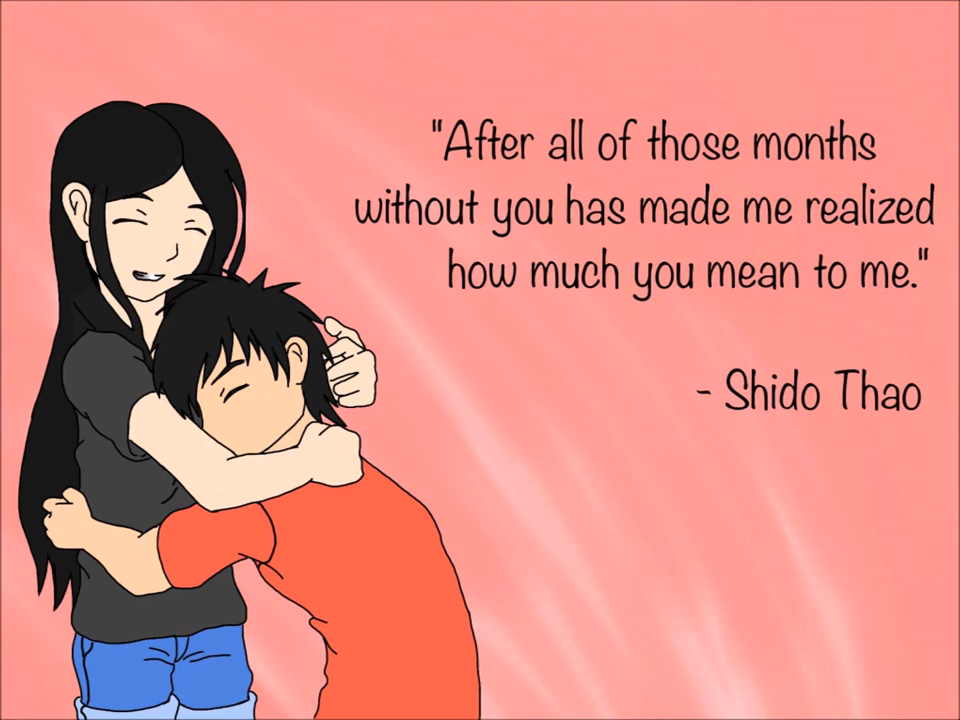 "After all of those months
without you has made me realized
how much you mean to me."
- Shido Thao